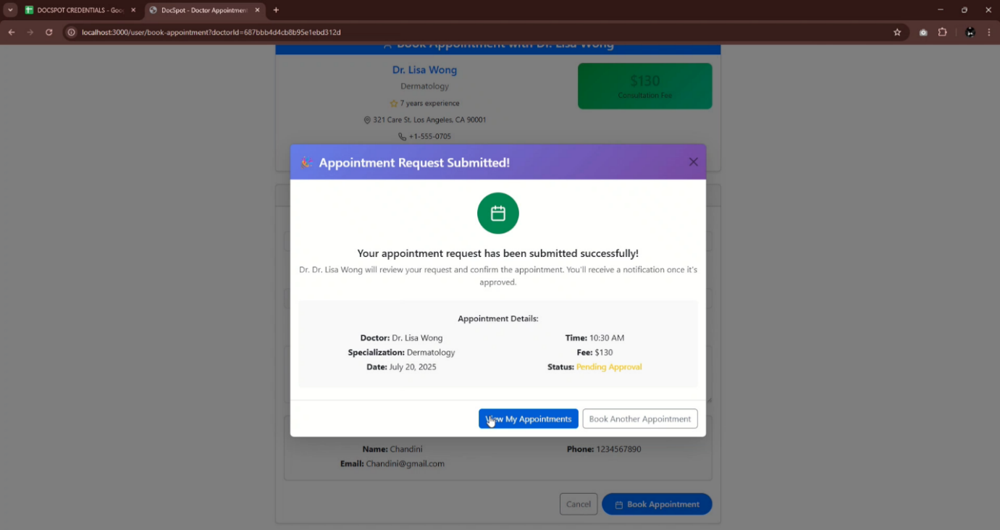 DOCSPOT CREDENTIALS - Goo
DocSpot - Doctor Appointment
localhost:3000/user/book-appointment?doctorId=687bbb4d4cb8b95e1ebd312d
Book Appointment with Dr. Lisa Wong
Dr. Lisa Wong
Dermatology
7 years experience
321 Care St, Los Angeles, CA 90001
+1-555-0705
$130
Consultation Fee
Appointment Request Submitted!
Your appointment request has been submitted successfully!
Dr. Dr. Lisa Wong will review your request and confirm the appointment. You'll receive a notification once it's
approved.
Appointment Details:
Doctor: Dr. Lisa Wong
Specialization: Dermatology
Date: July 20, 2025
Time: 10:30 AM
Fee: $130
Status: Pending Approval
View My Appointments
Book Another Appointment
Name: Chandini
Email: Chandini@gmail.com
Phone: 1234567890
Cancel
Book Appointment